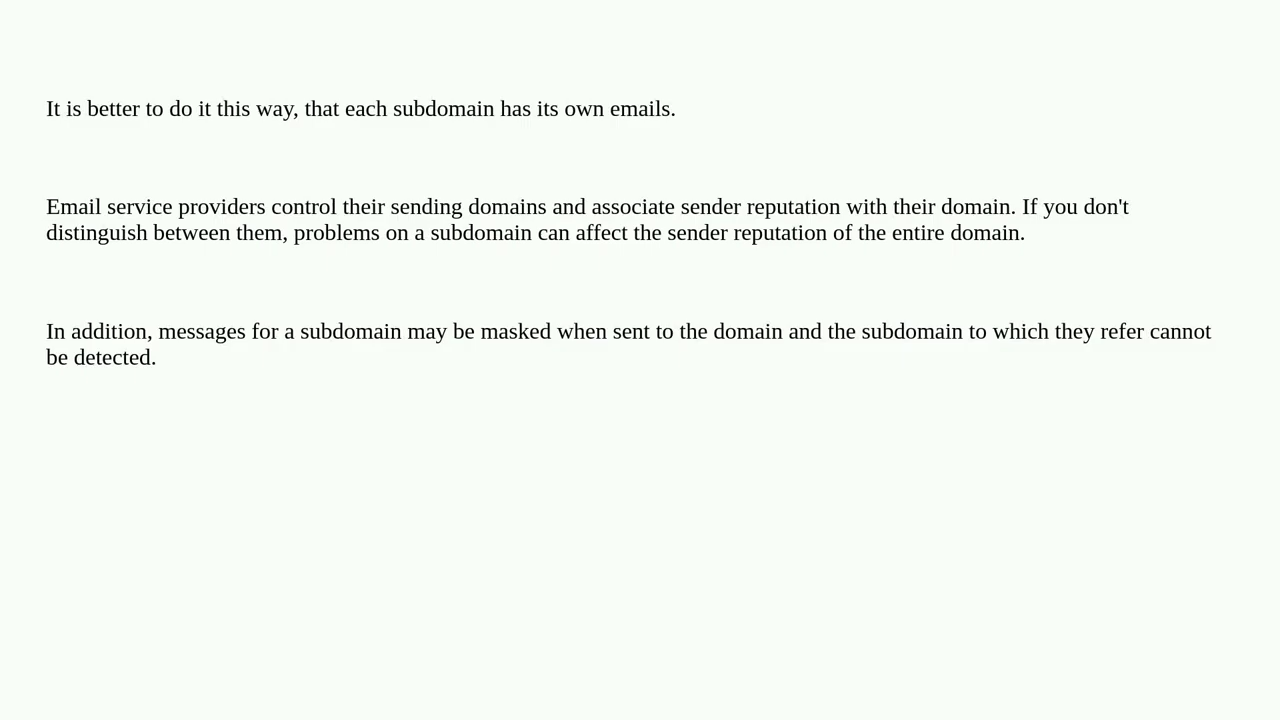 It is better to do it this way, that each subdomain has its own emails.
Email service providers control their sending domains and associate sender reputation with their domain. If you don't
distinguish between them, problems on a subdomain can affect the sender reputation of the entire domain.
In addition, messages for a subdomain may be masked when sent to the domain and the subdomain to which they refer cannot
be detected.